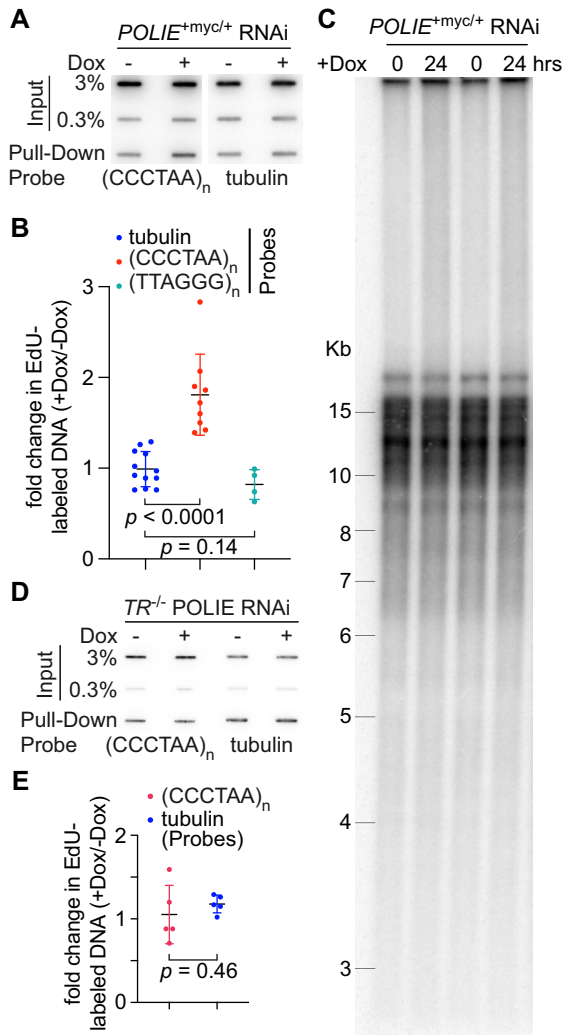 A
POLIE+myc/+ RNAi
Dox - + - +
Input
3%
0.3%
Pull-Down
Probe (CCCTAA)n tubulin
B
tubulin
(CCCTAA)n
(TTAGGG)n
Probes
fold change in EdU-
labeled DNA (+Dox/-Dox)
3
2
1
0
p < 0.0001
p = 0.14
C
POLIE+myc/+ RNAi
+Dox 0 24 0 24 hrs
Kb
15
10
8
7
6
5
4
3
D
TR-/- POLIE RNAi
Dox - + - +
Input
3%
0.3%
Pull-Down
Probe (CCCTAA)n tubulin
E
(CCCTAA)n
tubulin
(Probes)
fold change in EdU-
labeled DNA (+Dox/-Dox)
2
1
0
p = 0.46